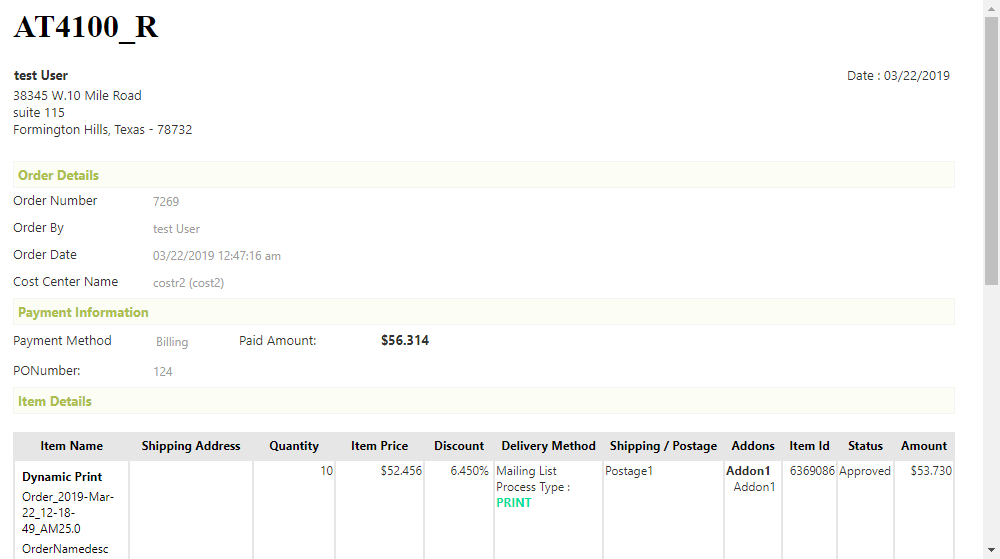 AT4100_R
test User
Date : 03/22/2019
38345 W.10 Mile Road
suite 115
Formington Hills, Texas - 78732
Order Details
Order Number 7269
Order By test User
Order Date 03/22/2019 12:47:16 am
Cost Center Name costr2 (cost2)
Payment Information
Payment Method Billing Paid Amount: $56.314
PONumber: 124
Item Details
Item Name Shipping Address Quantity Item Price Discount Delivery Method Shipping / Postage Addons Item Id Status Amount
10 $52.456 6.450% Mailing List Postage1 Addon1 6369086 Approved $53.730
Dynamic Print Process Type : Addon1
Order_2019-Mar- PRINT
22_12-18-
49_AM25.0
OrderNamedesc